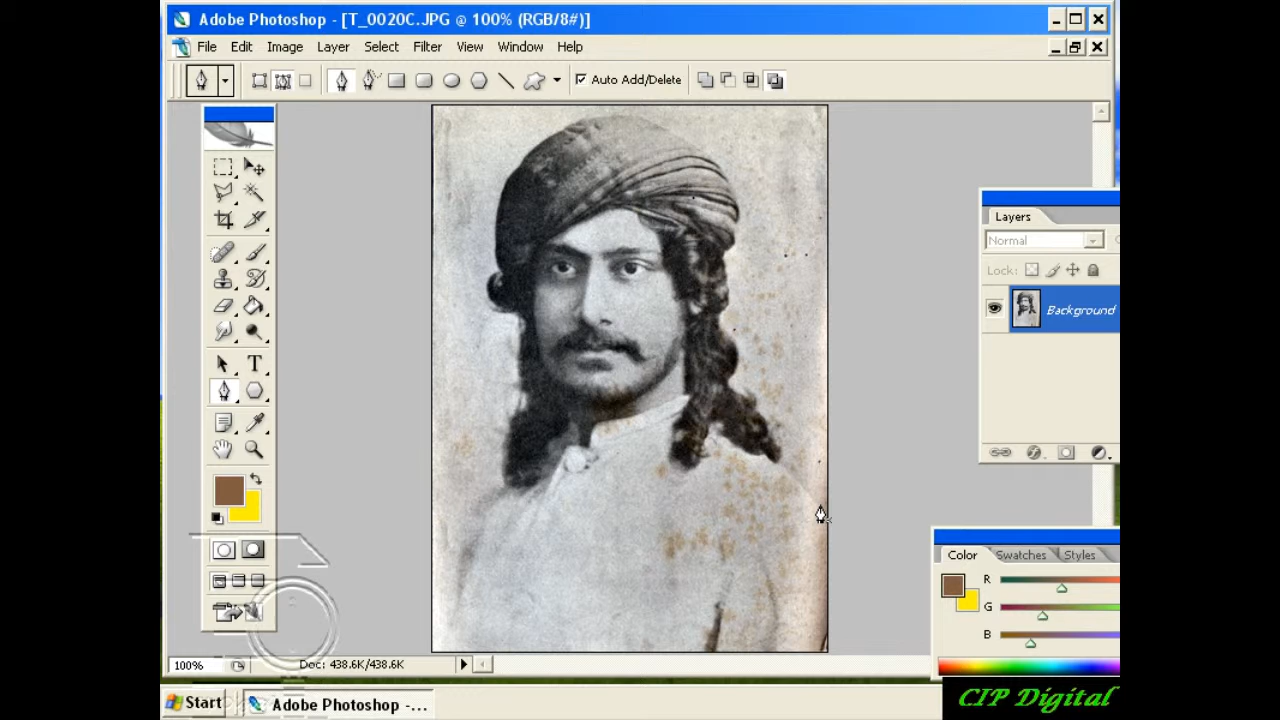 Adobe Photoshop - [T_0020C.JPG @ 100% (RGB/8#)]
File Edit Image Layer Select Filter View Window Help
Auto Add/Delete
Layers
Normal
Lock:
Background
T
Color Swatches Styles
R
G
B
100% Doc: 438.6K/438.6K
Start Adobe Photoshop -...
CIP Digital